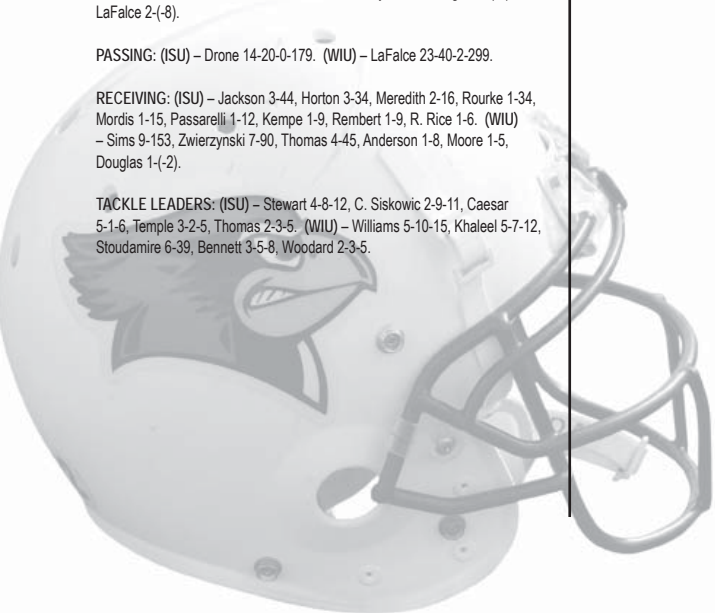 LaFalce 2-(-8).
PASSING: (ISU) – Drone 14-20-0-179. (WIU) – LaFalce 23-40-2-299.
RECEIVING: (ISU) – Jackson 3-44, Horton 3-34, Meredith 2-16, Rourke 1-34,
Mordis 1-15, Passarelli 1-12, Kempe 1-9, Rembert 1-9, R. Rice 1-6. (WIU)
– Sims 9-153, Zwierzynski 7-90, Thomas 4-45, Anderson 1-8, Moore 1-5,
Douglas 1-(-2).
TACKLE LEADERS: (ISU) – Stewart 4-8-12, C. Siskowic 2-9-11, Caesar
5-1-6, Temple 3-2-5, Thomas 2-3-5. (WIU) – Williams 5-10-15, Khaleel 5-7-12,
Stoudamire 6-39, Bennett 3-5-8, Woodard 2-3-5.